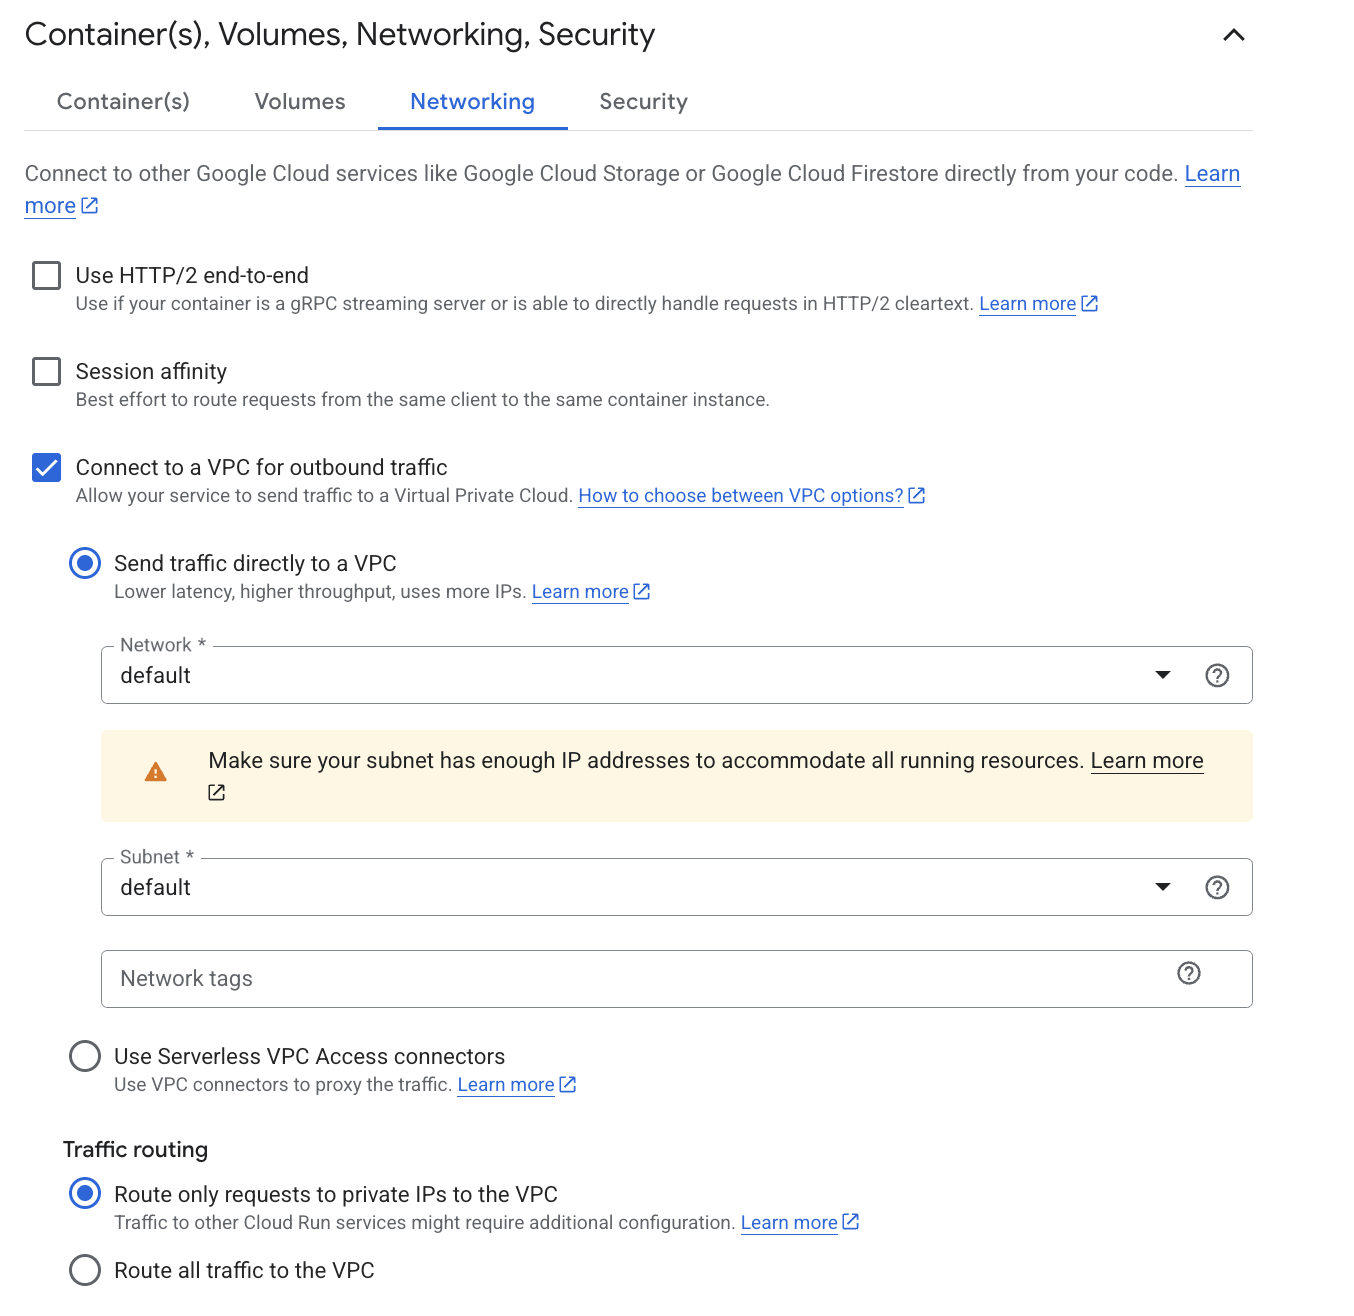 Container(s), Volumes, Networking, Security
Container(s) Volumes Networking Security
Connect to other Google Cloud services like Google Cloud Storage or Google Cloud Firestore directly from your code. Learn
more
Use HTTP/2 end-to-end
Use if your container is a gRPC streaming server or is able to directly handle requests in HTTP/2 cleartext. Learn more
Session affinity
Best effort to route requests from the same client to the same container instance.
Connect to a VPC for outbound traffic
Allow your service to send traffic to a Virtual Private Cloud. How to choose between VPC options?
Send traffic directly to a VPC
Lower latency, higher throughput, uses more IPs. Learn more
Network *
default
Make sure your subnet has enough IP addresses to accommodate all running resources. Learn more
Subnet *
default
Network tags
Use Serverless VPC Access connectors
Use VPC connectors to proxy the traffic. Learn more
Traffic routing
Route only requests to private IPs to the VPC
Traffic to other Cloud Run services might require additional configuration. Learn more
Route all traffic to the VPC